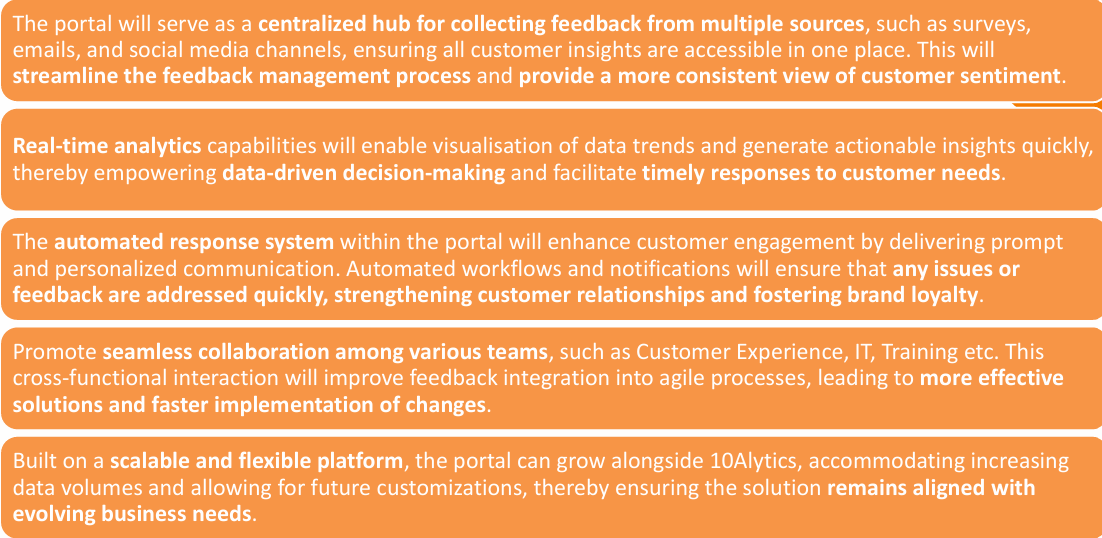 The portal will serve as a centralized hub for collecting feedback from multiple sources, such as surveys,
emails, and social media channels, ensuring all customer insights are accessible in one place. This will
streamline the feedback management process and provide a more consistent view of customer sentiment.
Real-time analytics capabilities will enable visualisation of data trends and generate actionable insights quickly,
thereby empowering data-driven decision-making and facilitate timely responses to customer needs.
The automated response system within the portal will enhance customer engagement by delivering prompt
and personalized communication. Automated workflows and notifications will ensure that any issues or
feedback are addressed quickly, strengthening customer relationships and fostering brand loyalty.
Promote seamless collaboration among various teams, such as Customer Experience, IT, Training etc. This
cross-functional interaction will improve feedback integration into agile processes, leading to more effective
solutions and faster implementation of changes.
Built on a scalable and flexible platform, the portal can grow alongside 10Alytics, accommodating increasing
data volumes and allowing for future customizations, thereby ensuring the solution remains aligned with
evolving business needs.